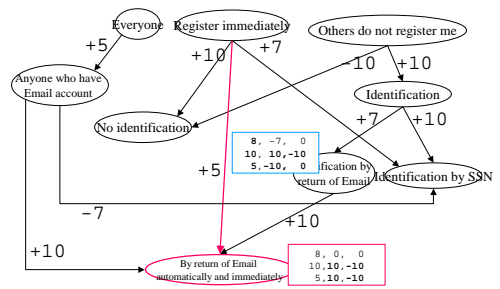 Everyone
Register immediately
Others do not register me
+5
+10
+7
-10
+10
Anyone who have
Email account
Identification
No identification
+7
+10
8, -7, 0
10, 10,-10
5,-10, 0
+5
ification by
return of Email
Identification by SSN
-7
+10
+10
By return of Email
automatically and immediately
8, 0, 0
10,10,-10
5,10,-10